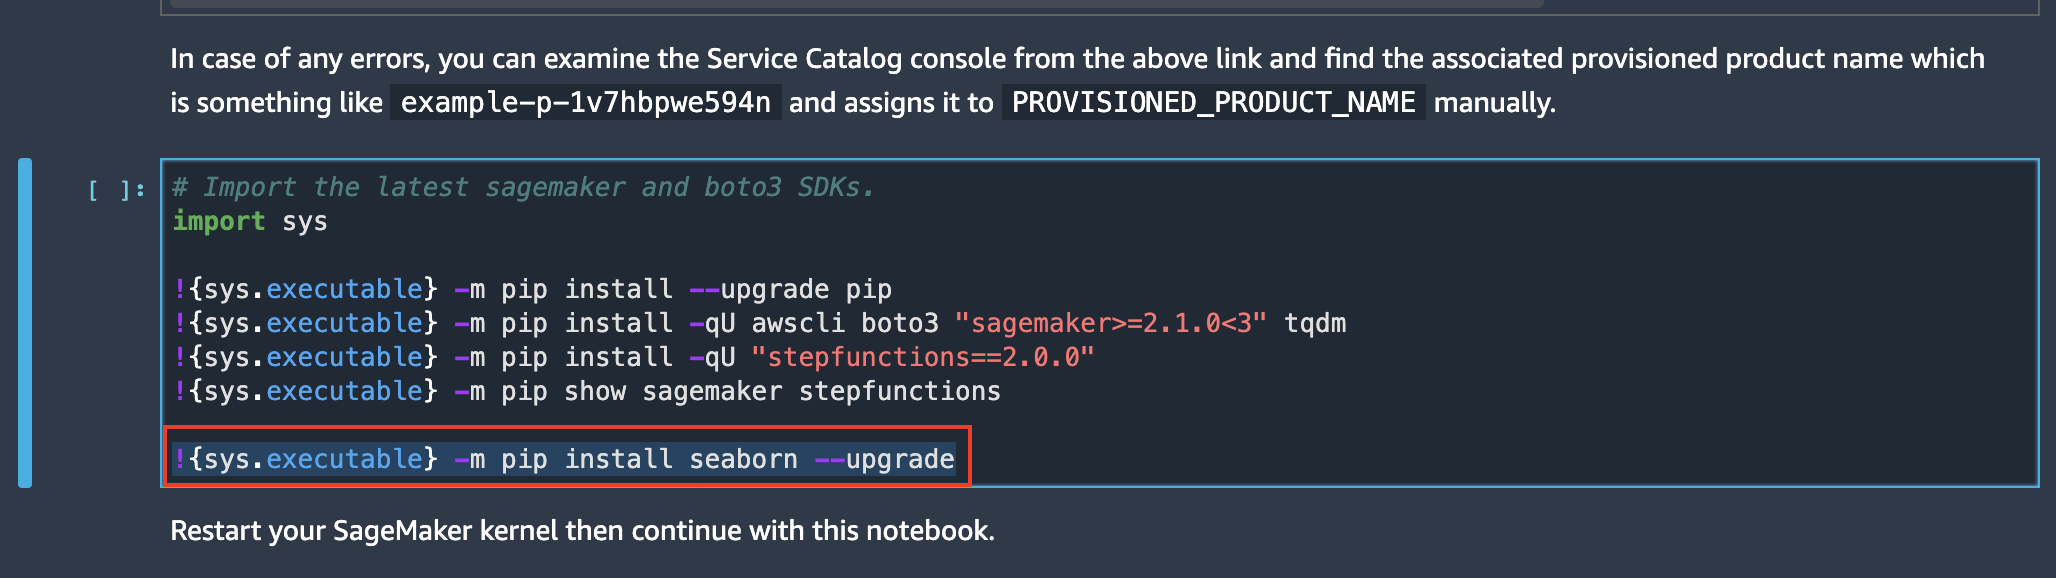 In case of any errors, you can examine the Service Catalog console from the above link and find the associated provisioned product name which
is something like example-p-1v7hbpwe594n and assigns it to PROVISIONED_PRODUCT_NAME manually.
[ ]:
# Import the latest sagemaker and boto3 SDKs.
import sys
!{sys.executable} -m pip install --upgrade pip
!{sys.executable} -m pip install -qU awscli boto3 "sagemaker>=2.1.0<3" tqdm
!{sys.executable} -m pip install -qU "stepfunctions==2.0.0"
!{sys.executable} -m pip show sagemaker stepfunctions
!{sys.executable} -m pip install seaborn --upgrade
Restart your SageMaker kernel then continue with this notebook.